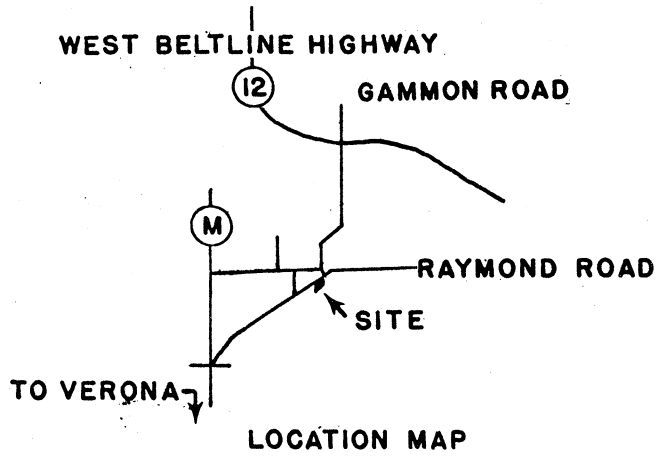 WEST BELTLINE HIGHWAY
12
GAMMON ROAD
M
RAYMOND ROAD
SITE
TO VERONA
LOCATION MAP